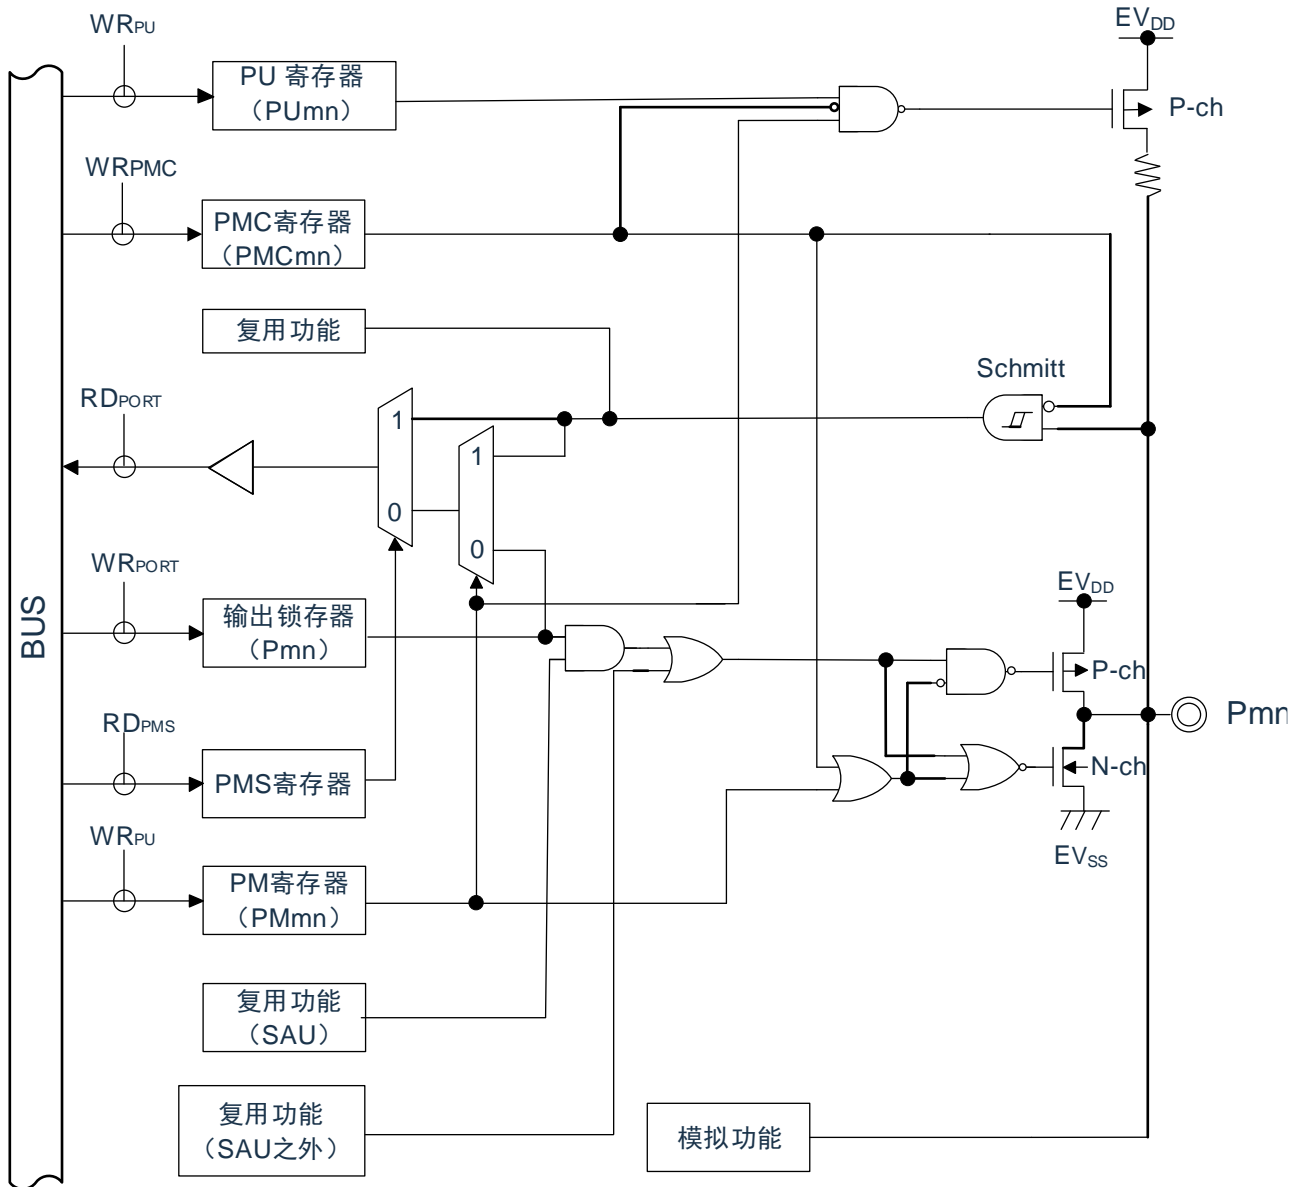 WRPU
EVDD
PU 寄存器
（PUmn）
P-ch
WRPMC
PMC寄存器
（PMCmn）
复用功能
Schmitt
RDPORT
1
1
0
0
WRPORT
EVDD
BUS
输出锁存器
（Pmn）
P-ch
RDPMS
Pmn
PMS寄存器
N-ch
WRPU
EVSS
PM寄存器
（PMmn）
复用功能
（SAU）
复用功能
（SAU之外）
模拟功能